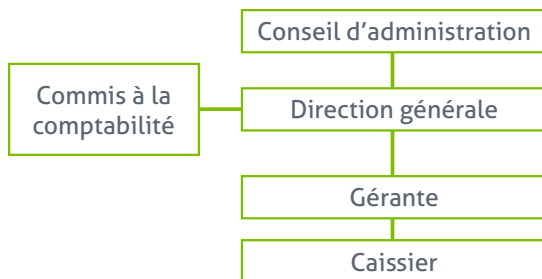 Conseil d’administration
Commis à la
comptabilité
Direction générale
Gérante
Caissier